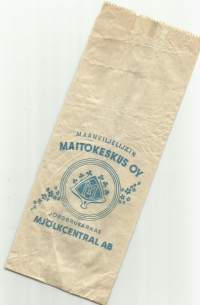 MAANVILJELIJÄIN
MAITOKESKUS OY
JORDBRUKARNAS
MJÖLKCENTRAL AB